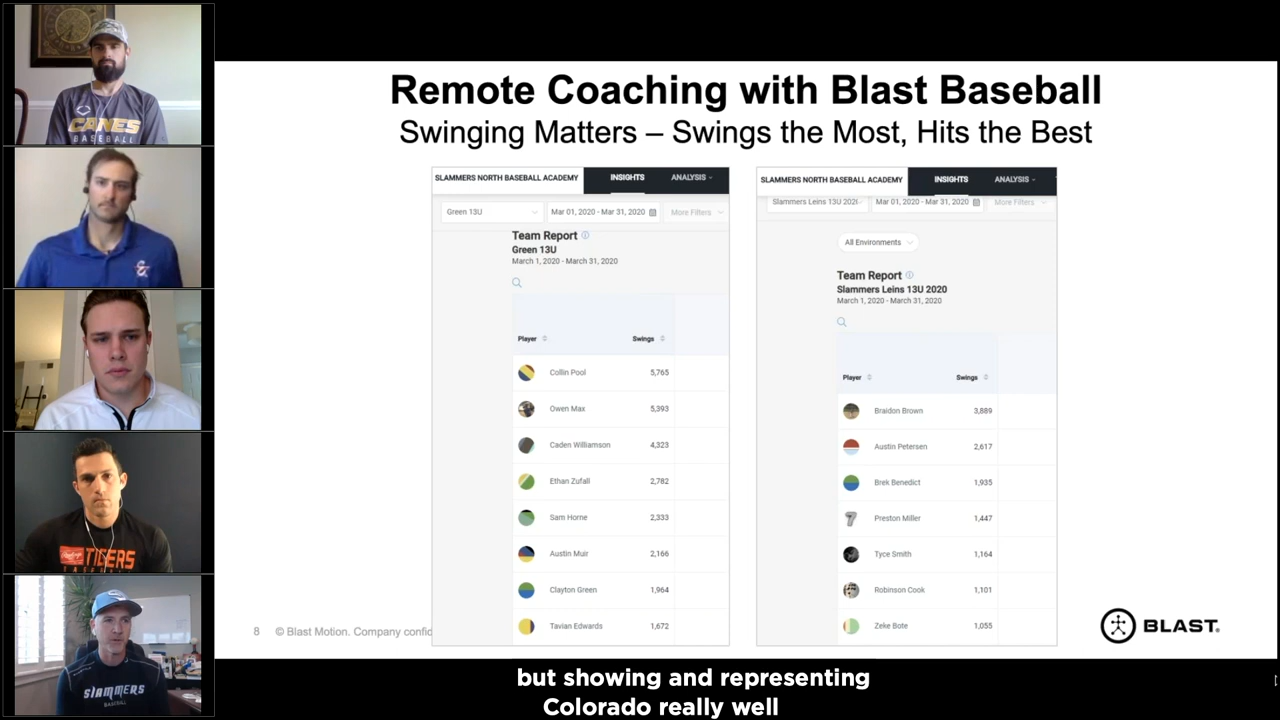 Remote Coaching with Blast Baseball
Swinging Matters – Swings the Most, Hits the Best
SLAMMERS NORTH BASEBALL ACADEMY INSIGHTS ANALYSIS
Green 13U Mar 01, 2020 - Mar 31, 2020 More Filters
Team Report
Green 13U
March 1, 2020 - March 31, 2020
Player Swings
Collin Pool 5,765
Owen Max 5,393
Caden Williamson 4,323
Ethan Zufall 2,782
Sam Horne 2,333
Austin Muir 2,166
Clayton Green 1,964
Tavian Edwards 1,672
SLAMMERS NORTH BASEBALL ACADEMY INSIGHTS ANALYSIS
Slammers Leins 13U 202 Mar 01, 2020 - Mar 31, 2020 More Filters
All Environments
Team Report
Slammers Leins 13U 2020
March 1, 2020 - March 31, 2020
Player Swings
Braidon Brown 3,889
Austin Petersen 2,617
Brek Benedict 1,935
Preston Miller 1,447
Tyce Smith 1,164
Robinson Cook 1,101
Zeke Bote 1,055
8 © Blast Motion. Company confic
BLAST
CANES
BASEBALL
Rawlings TIGERS
SLAMMERS
BASEBALL
but showing and representing
Colorado really well